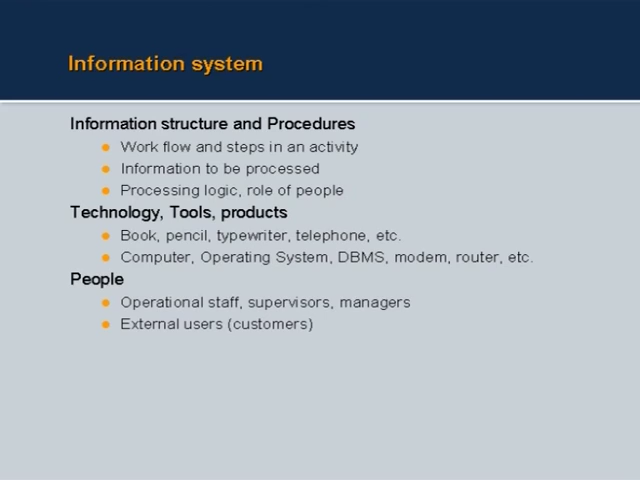 Information system
Information structure and Procedures
Work flow and steps in an activity
Information to be processed
Processing logic, role of people
Technology, Tools, products
Book, pencil, typewriter, telephone, etc.
Computer, Operating System, DBMS, modem, router, etc.
People
Operational staff, supervisors, managers
External users (customers)